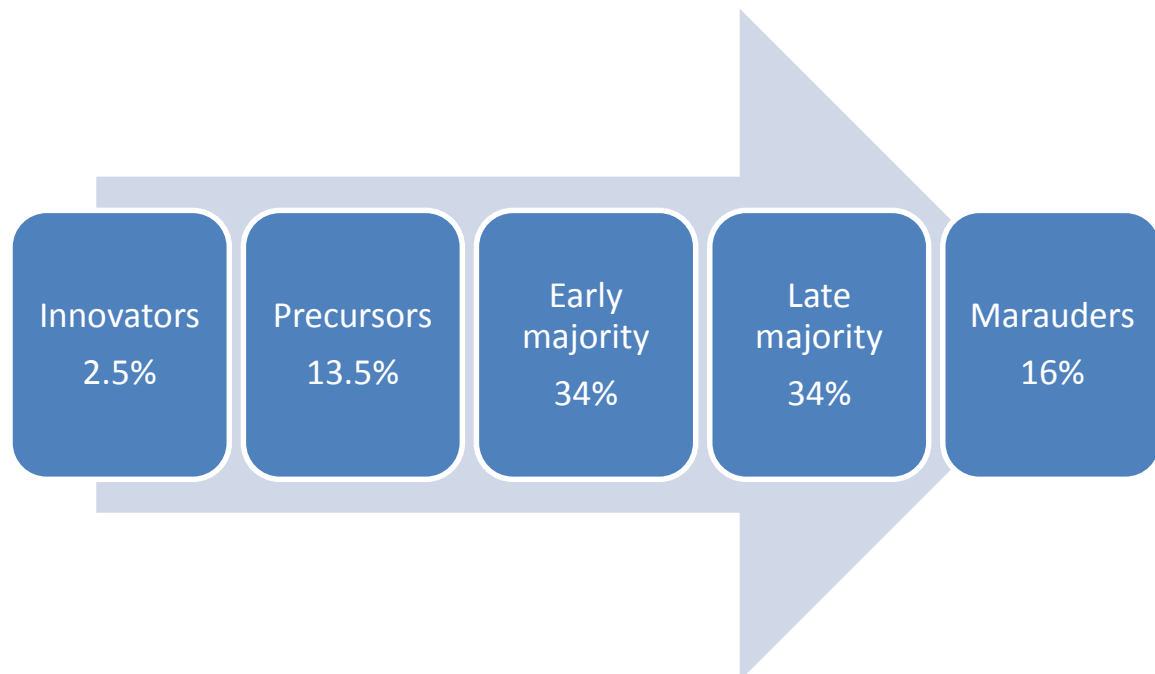 Innovators
2.5%
Precursors
13.5%
Early
majority
34%
Late
majority
34%
Marauders
16%